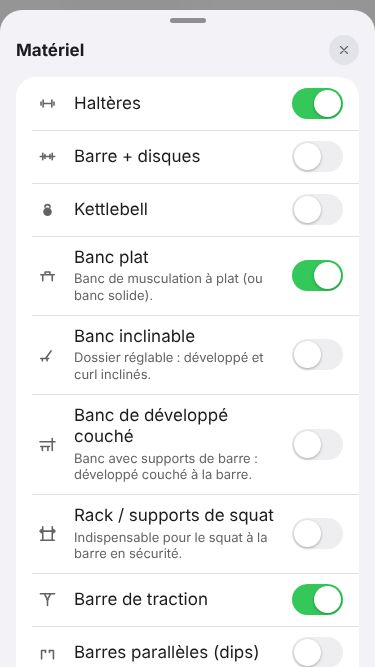 Matériel
Haltères
Barre + disques
Kettlebell
Banc plat
Banc de musculation à plat (ou
banc solide).
Banc inclinable
Dossier réglable : développé et
curl inclinés.
Banc de développé
couché
Banc avec supports de barre :
développé couché à la barre.
Rack / supports de squat
Indispensable pour le squat à la
barre en sécurité.
Barre de traction
Barres parallèles (dips)